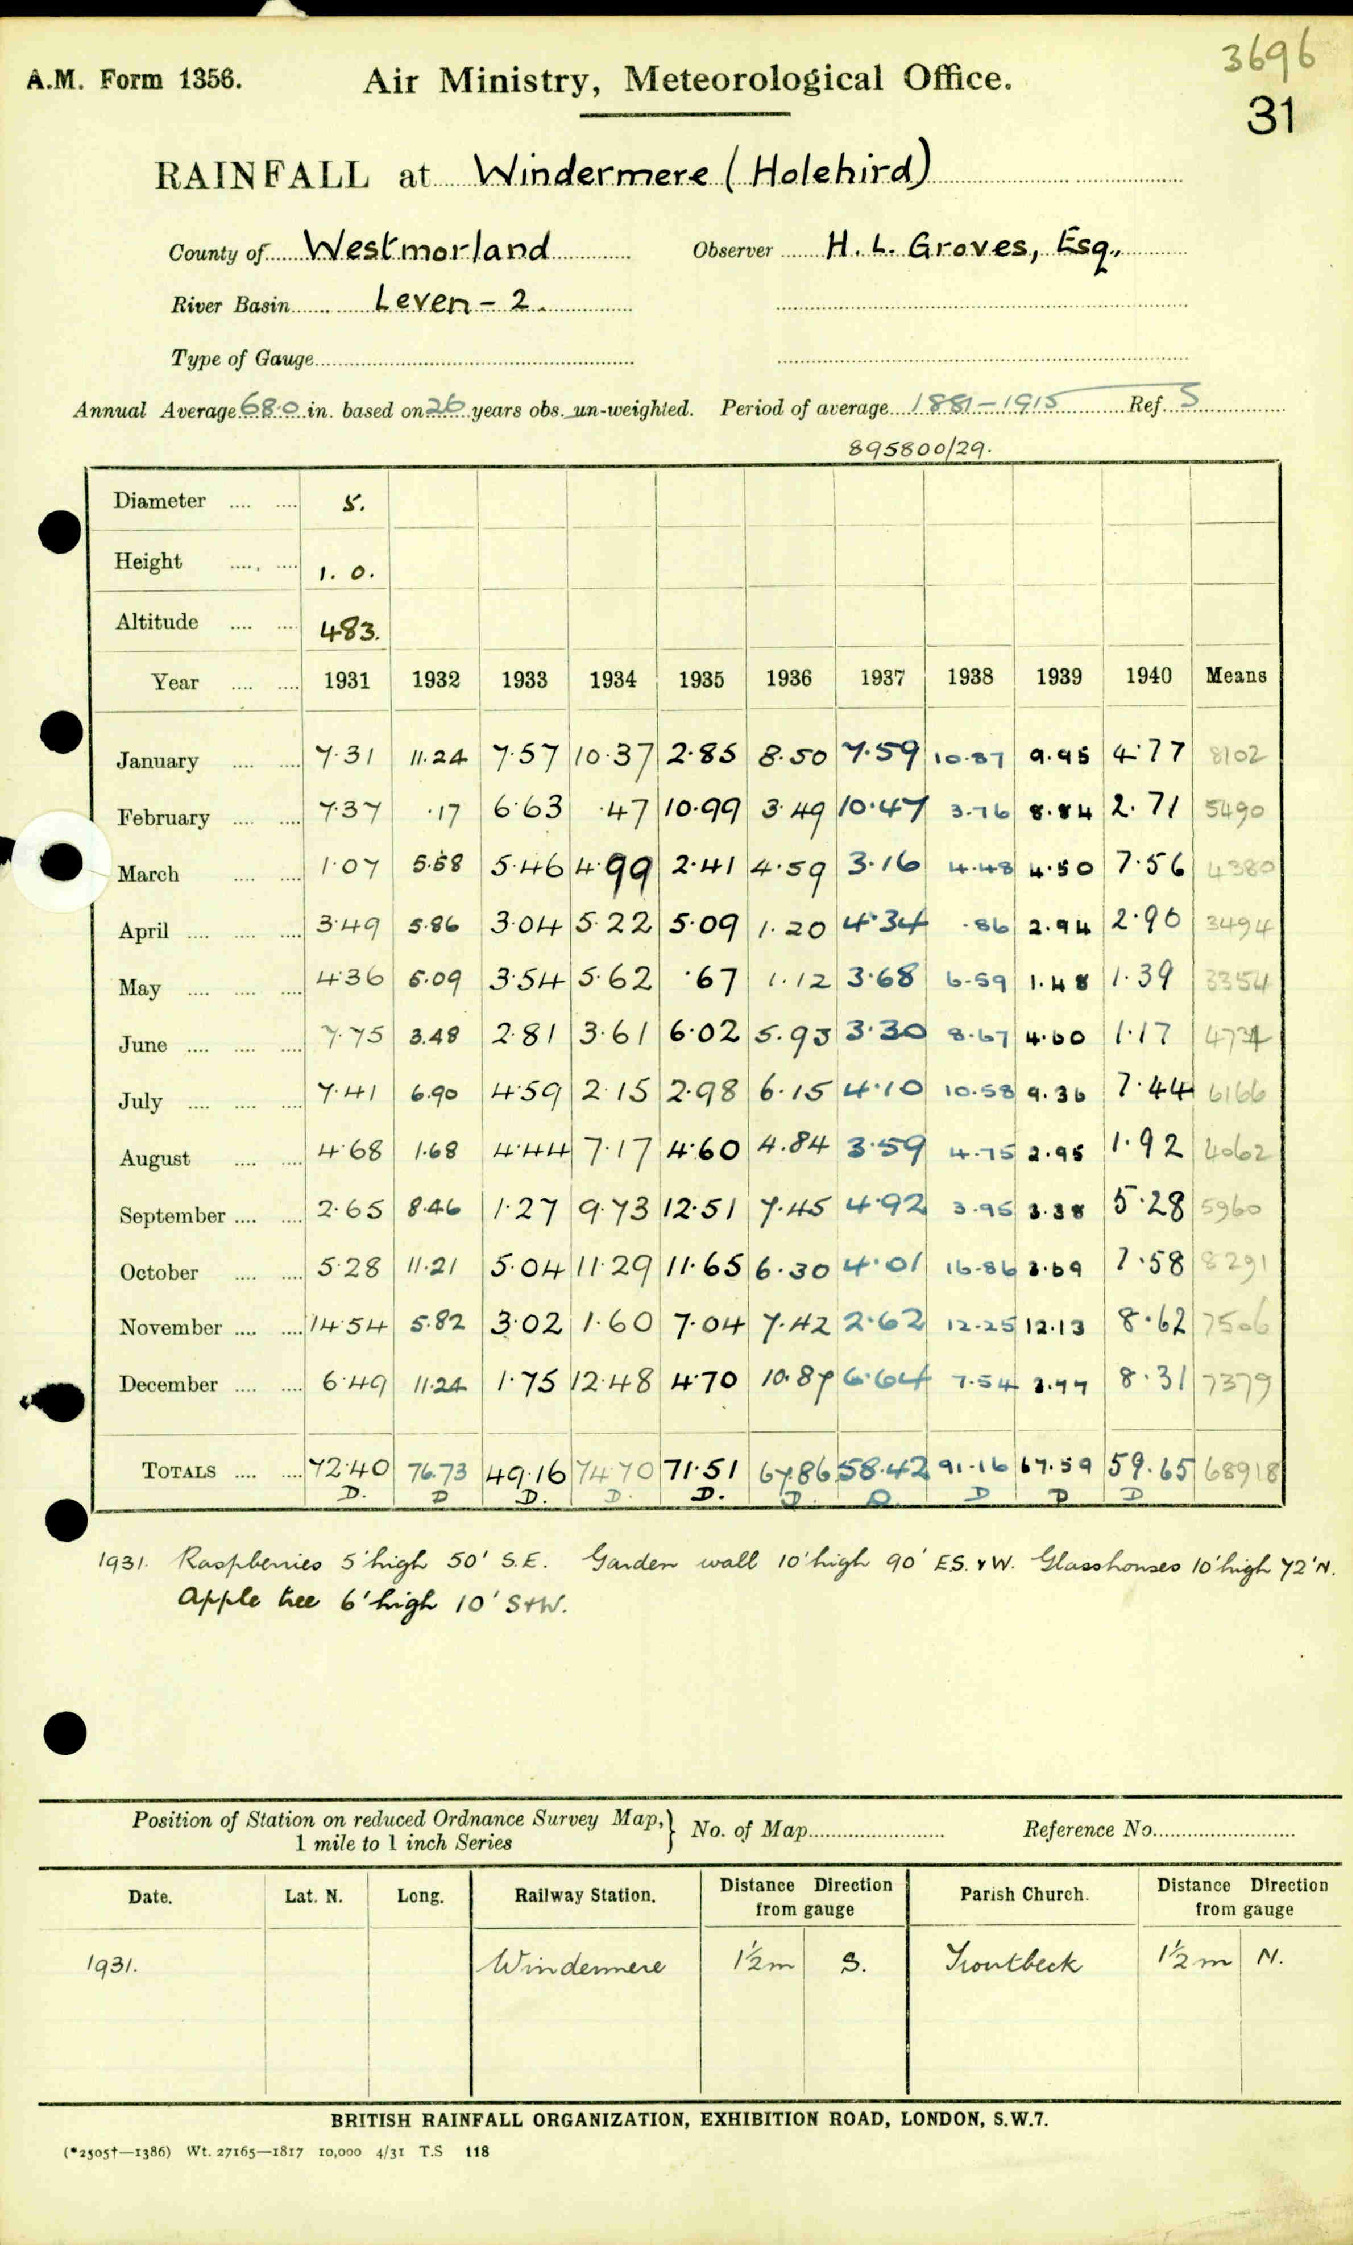 3696
A.M. Form 1356. Air Ministry, Meteorological Office. 31
RAINFALL at Windermere (Holehird)
County of Westmorland Observer H. L. Groves, Esq.,
River Basin Leven - 2.
Type of Gauge
Annual Average 68.0 in. based on 26 years obs. un-weighted. Period of average 1881-1915 Ref. S
895800/29.
Diameter 5.
Height 1. 0.
Altitude 483.
Year 1931 1932 1933 1934 1935 1936 1937 1938 1939 1940 Means
January 7.31 11.24 7.57 10.37 2.85 8.50 7.59 10.87 9.95 4.77 8102
February 7.37 .17 6.63 .47 10.99 3.49 10.47 3.76 8.84 2.71 5490
March 1.07 5.58 5.46 4.99 2.41 4.59 3.16 4.48 4.50 7.56 4380
April 3.49 5.86 3.04 5.22 5.09 1.20 4.34 .86 2.94 2.90 3494
May 4.36 5.09 3.54 5.62 .67 1.12 3.68 6.59 1.48 1.39 3354
June 7.75 3.48 2.81 3.61 6.02 5.93 3.30 8.67 4.60 1.17 4734
July 7.41 6.90 4.59 2.15 2.98 6.15 4.10 10.58 9.36 7.44 6166
August 4.68 1.68 4.44 7.17 4.60 4.84 3.59 4.75 2.95 1.92 4062
September 2.65 8.46 1.27 9.73 12.51 7.45 4.92 3.95 3.38 5.28 5960
October 5.28 11.21 5.04 11.29 11.65 6.30 4.01 16.86 3.69 7.58 8291
November 14.54 5.82 3.02 1.60 7.04 7.42 2.62 12.25 12.13 8.62 7506
December 6.49 11.24 1.75 12.48 4.70 10.87 6.64 7.54 3.77 8.31 7379
TOTALS 72.40 76.73 49.16 74.70 71.51 67.86 58.42 91.16 67.59 59.65 68918
D. D D. D. D. D. D D D D
1931. Raspberries 5' high 50' S.E. Garden wall 10' high 90' E.S. & W. Glasshouses 10' high 72' N.
Apple tree 6' high 10' S & W.
Position of Station on reduced Ordnance Survey Map, } No. of Map Reference No.
1 mile to 1 inch Series
Date. Lat. N. Long. Railway Station. Distance Direction from gauge Parish Church. Distance Direction from gauge
1931. Windermere 1½ m S. Troutbeck 1½ m N.
BRITISH RAINFALL ORGANIZATION, EXHIBITION ROAD, LONDON, S.W.7.
(*2505†—1386) Wt. 27165—1817 10,000 4/31 T.S 118